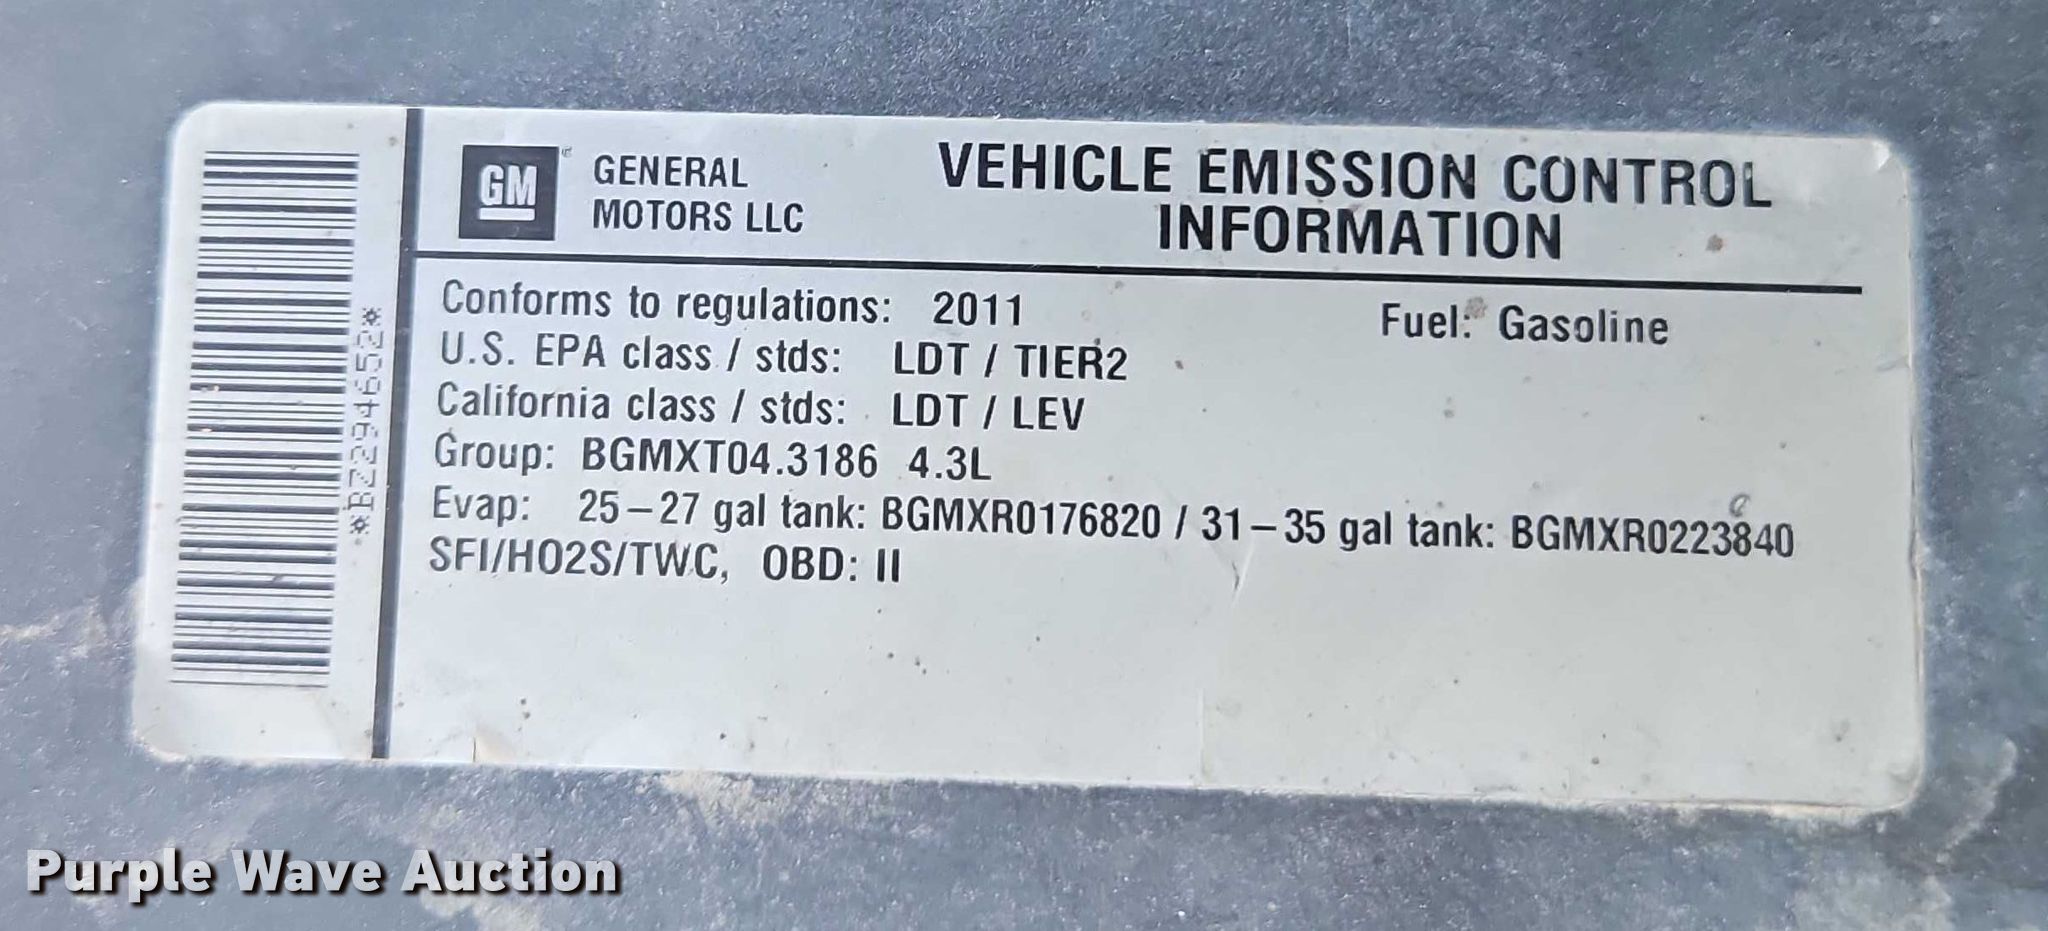 *BZ294652*
GM
GENERAL
MOTORS LLC
VEHICLE EMISSION CONTROL
INFORMATION
Conforms to regulations: 2011
Fuel: Gasoline
U.S. EPA class / stds: LDT / TIER2
California class / stds: LDT / LEV
Group: BGMXT04.3186 4.3L
Evap: 25-27 gal tank: BGMXR0176820 / 31-35 gal tank: BGMXR0223840
SFI/HO2S/TWC, OBD: II
Purple Wave Auction